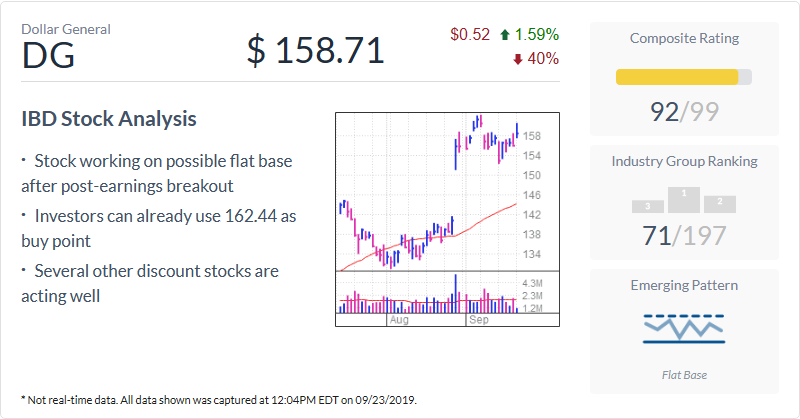 Dollar General
DG
$ 158.71
$0.52 1.59%
40%
IBD Stock Analysis
· Stock working on possible flat base
after post-earnings breakout
· Investors can already use 162.44 as
buy point
· Several other discount stocks are
acting well
158
154
150
146
142
138
134
4.3M
2.3M
1.2M
Aug Sep
Composite Rating
92/99
Industry Group Ranking
3 1 2
71/197
Emerging Pattern
Flat Base
* Not real-time data. All data shown was captured at 12:04PM EDT on 09/23/2019.